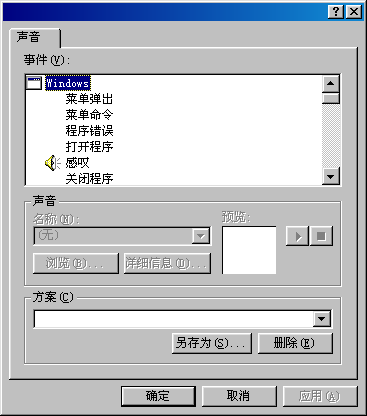 声音
事件(V):
Windows
菜单弹出
菜单命令
程序错误
打开程序
感叹
关闭程序
声音
名称(N):
预览:
(无)
浏览(B)...
详细信息(D)...
方案(C)
另存为(S)...
删除(E)
确定
取消
应用(A)